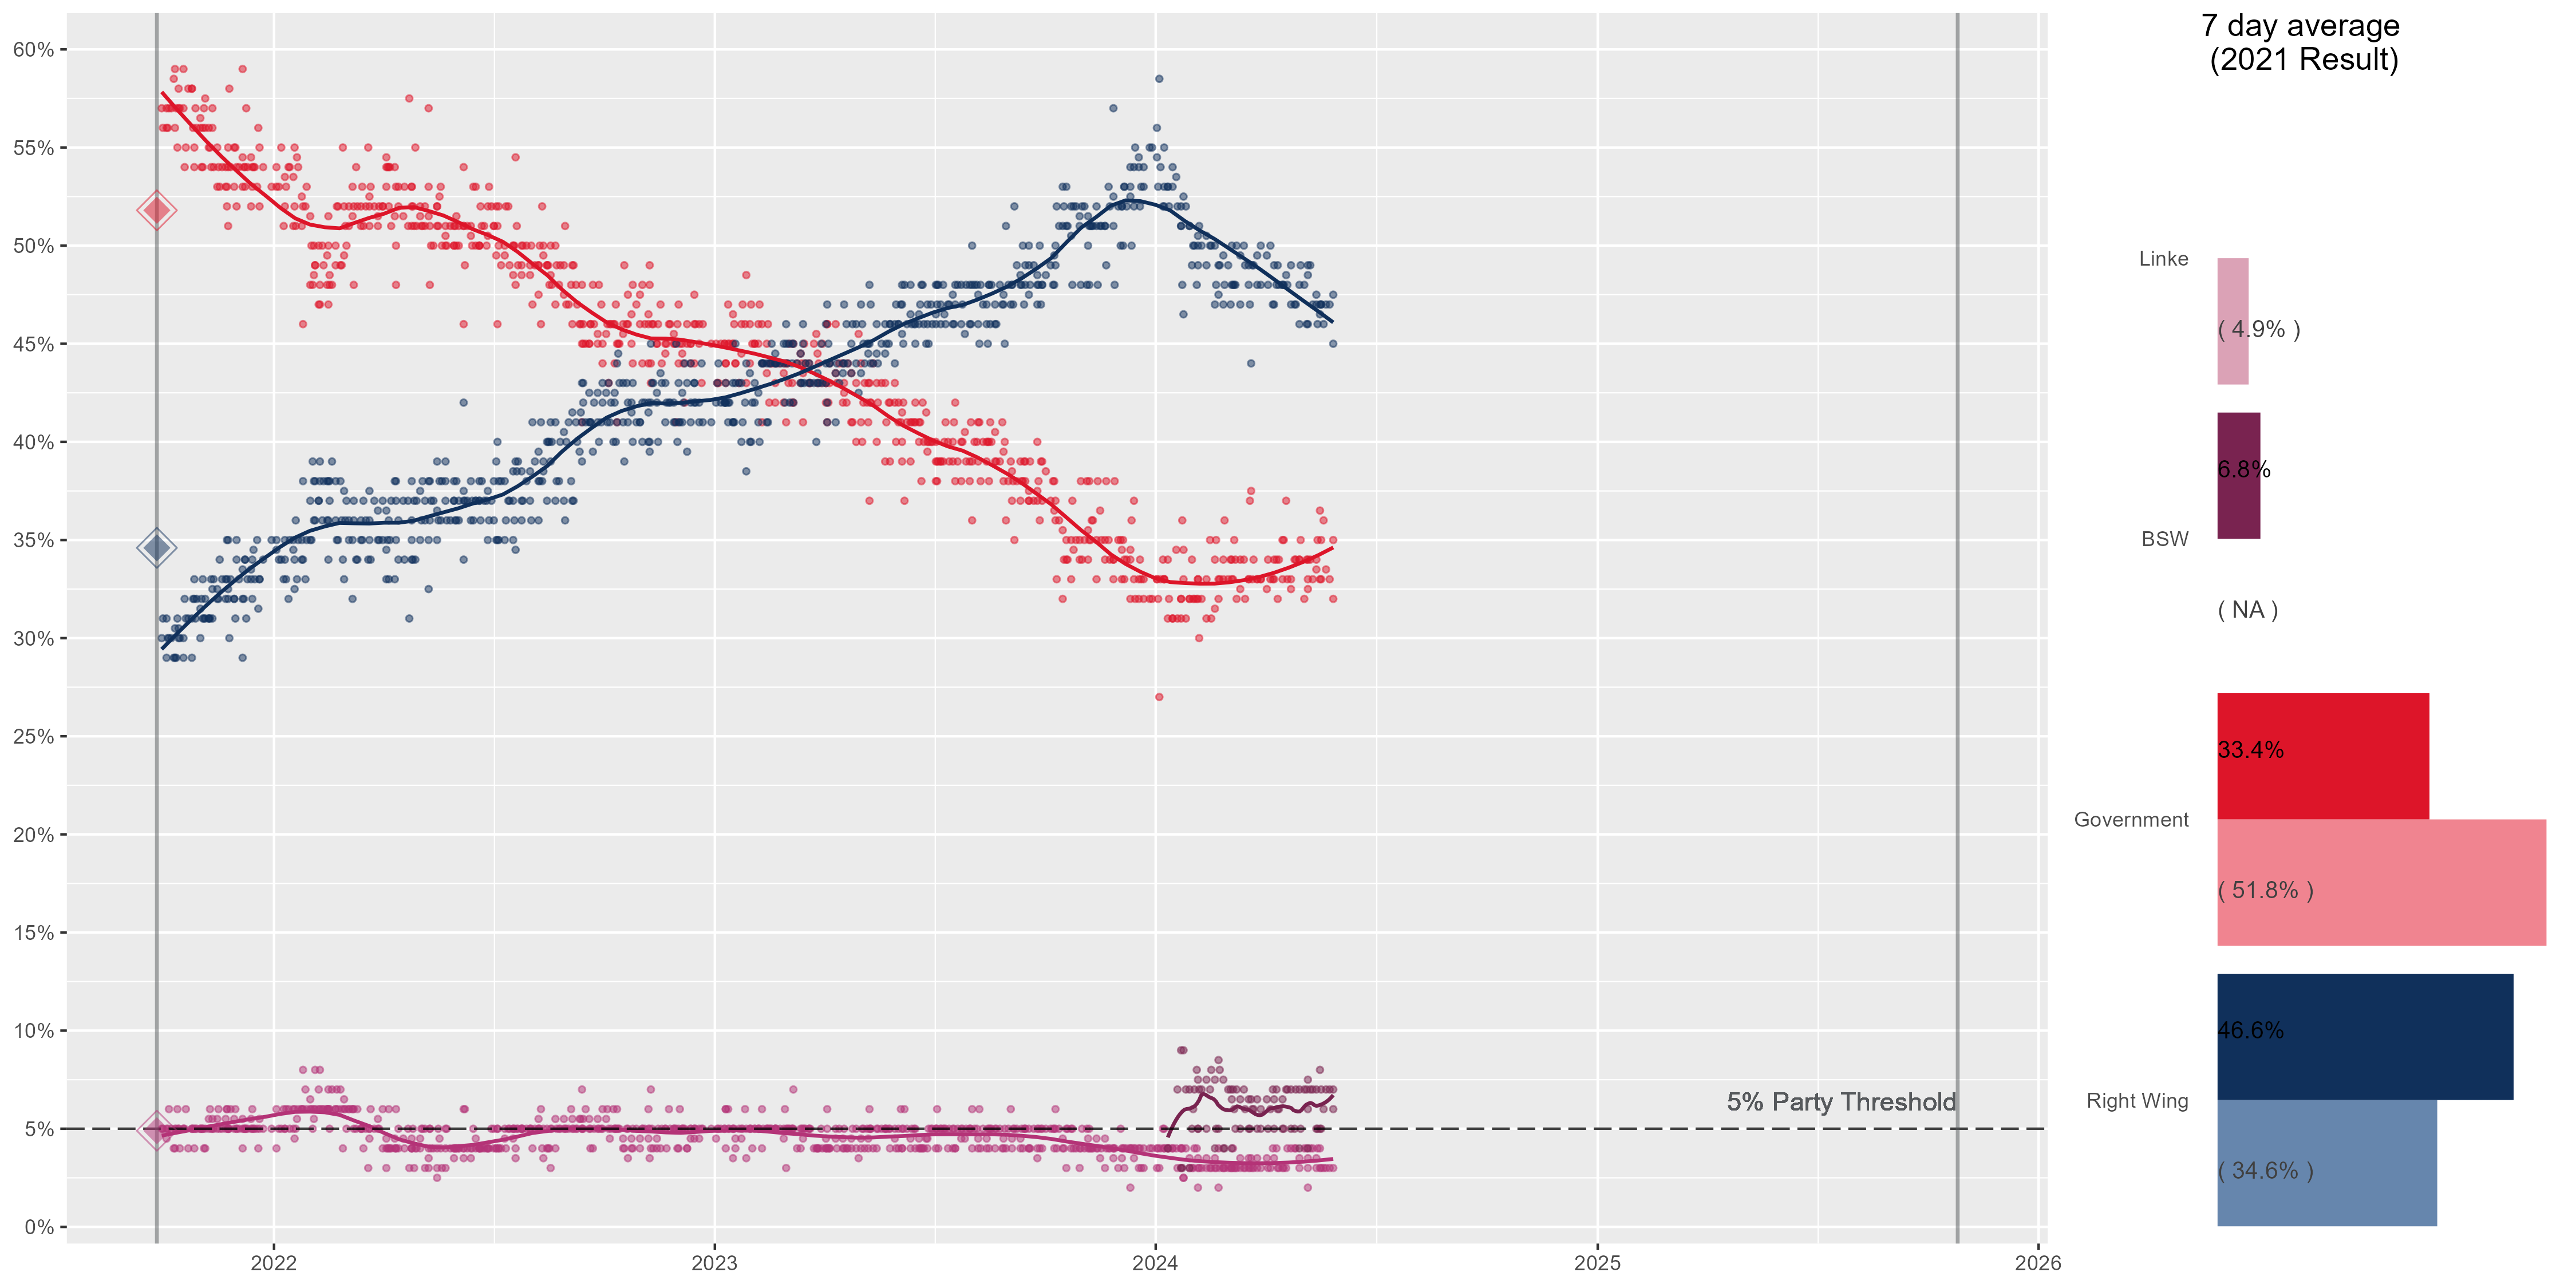 60%
55%
50%
45%
40%
35%
30%
25%
20%
15%
10%
5%
0%
2022
2023
2024
2025
2026
5% Party Threshold
7 day average
(2021 Result)
Linke
( 4.9% )
6.8%
BSW
( NA )
33.4%
Government
( 51.8% )
46.6%
Right Wing
( 34.6% )